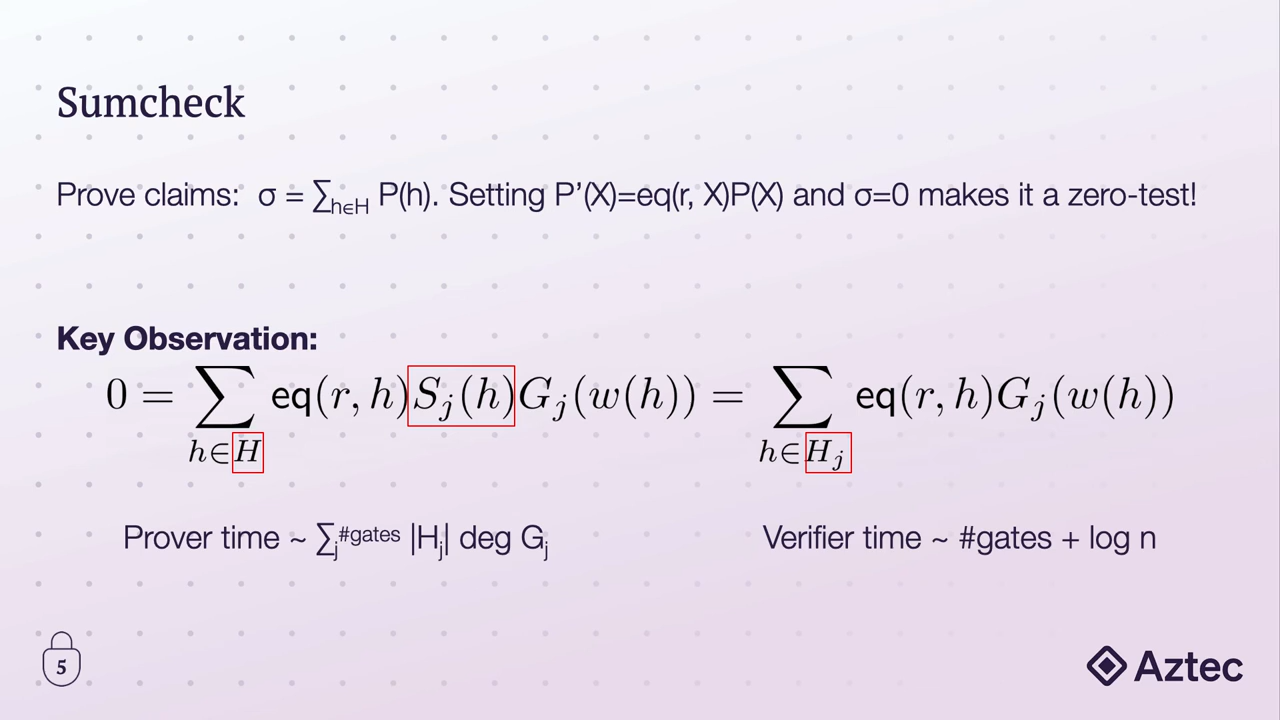 Sumcheck
Prove claims: σ = ∑h∈H P(h). Setting P’(X)=eq(r, X)P(X) and σ=0 makes it a zero-test!
Key Observation:
0 = ∑h∈H eq(r, h)Sj(h)Gj(w(h)) = ∑h∈Hj eq(r, h)Gj(w(h))
Prover time ~ ∑j#gates |Hj| deg Gj
Verifier time ~ #gates + log n
5
Aztec